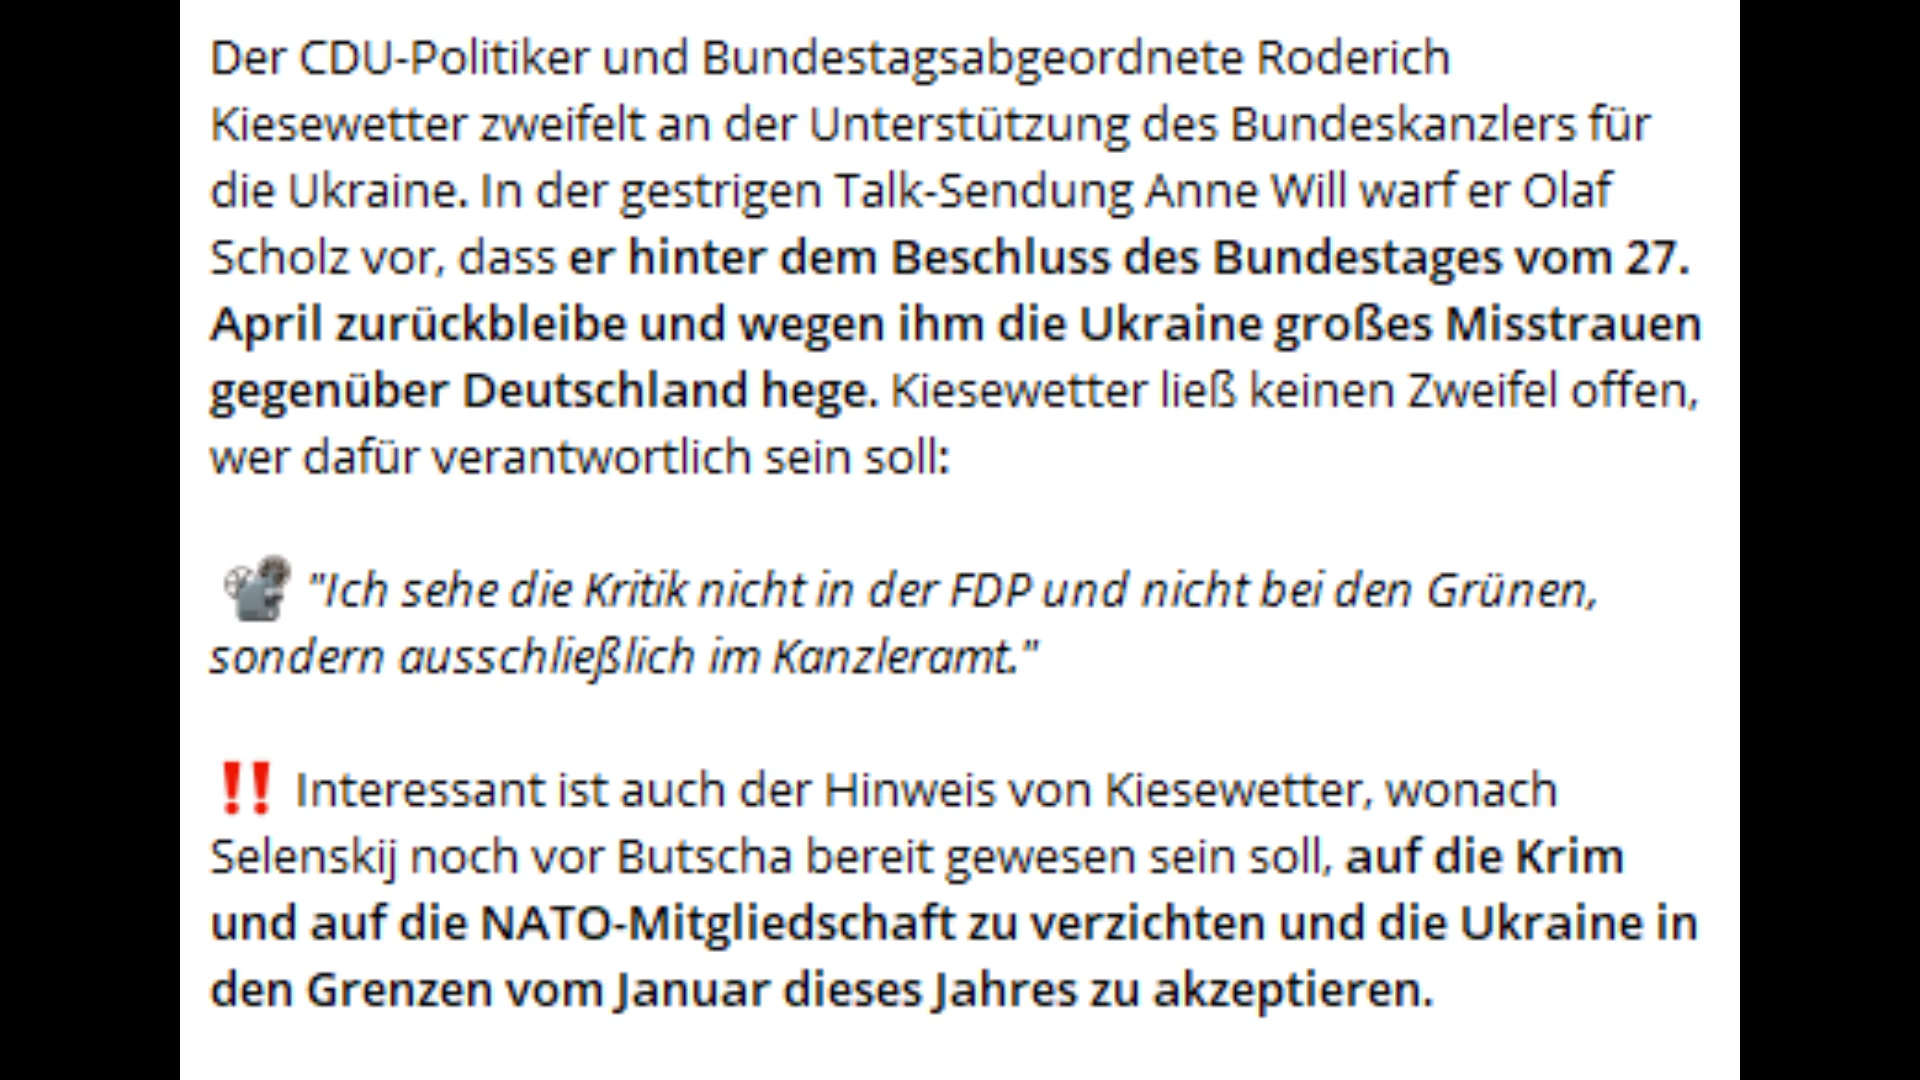 Der CDU-Politiker und Bundestagsabgeordnete Roderich
Kiesewetter zweifelt an der Unterstützung des Bundeskanzlers für
die Ukraine. In der gestrigen Talk-Sendung Anne Will warf er Olaf
Scholz vor, dass er hinter dem Beschluss des Bundestages vom 27.
April zurückbleibe und wegen ihm die Ukraine großes Misstrauen
gegenüber Deutschland hege. Kiesewetter ließ keinen Zweifel offen,
wer dafür verantwortlich sein soll:
📽 "Ich sehe die Kritik nicht in der FDP und nicht bei den Grünen,
sondern ausschließlich im Kanzleramt."
‼️ Interessant ist auch der Hinweis von Kiesewetter, wonach
Selenskij noch vor Butscha bereit gewesen sein soll, auf die Krim
und auf die NATO-Mitgliedschaft zu verzichten und die Ukraine in
den Grenzen vom Januar dieses Jahres zu akzeptieren.